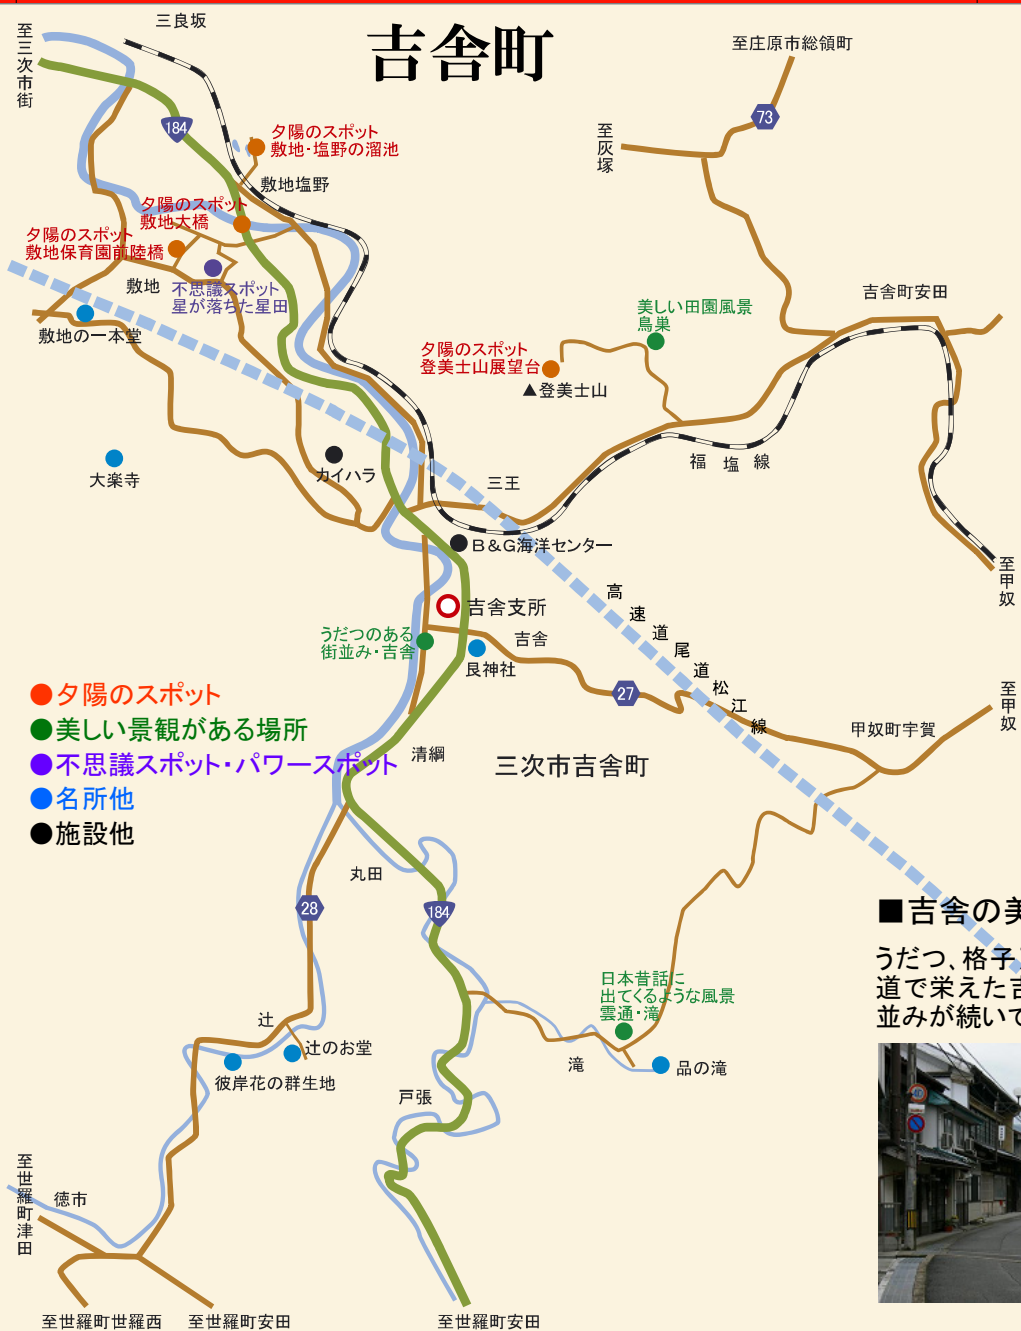 吉舎町
至三次市街
三良坂
至庄原市総領町
73
184
至灰塚
夕陽のスポット
敷地・塩野の溜池
敷地塩野
夕陽のスポット
敷地大橋
夕陽のスポット
敷地保育園前陸橋
敷地
不思議スポット
星が落ちた星田
敷地の一本堂
美しい田園風景
鳥巣
吉舎町安田
夕陽のスポット
登美士山展望台
▲登美士山
大楽寺
カイハラ
福塩線
三王
B&G海洋センター
至甲奴
吉舎支所
高速道尾道松江線
うだつのある
街並み・吉舎
吉舎
艮神社
27
至甲奴
●夕陽のスポット
●美しい景観がある場所
●不思議スポット・パワースポット
●名所他
●施設他
清綱
三次市吉舎町
甲奴町宇賀
丸田
28
184
■吉舎の美
うだつ、格子
道で栄えた吉
並みが続いて
日本昔話に
出てくるような風景
雲通・滝
辻
辻のお堂
彼岸花の群生地
滝
品の滝
戸張
至世羅町津田
徳市
至世羅町世羅西
至世羅町安田
至世羅町安田